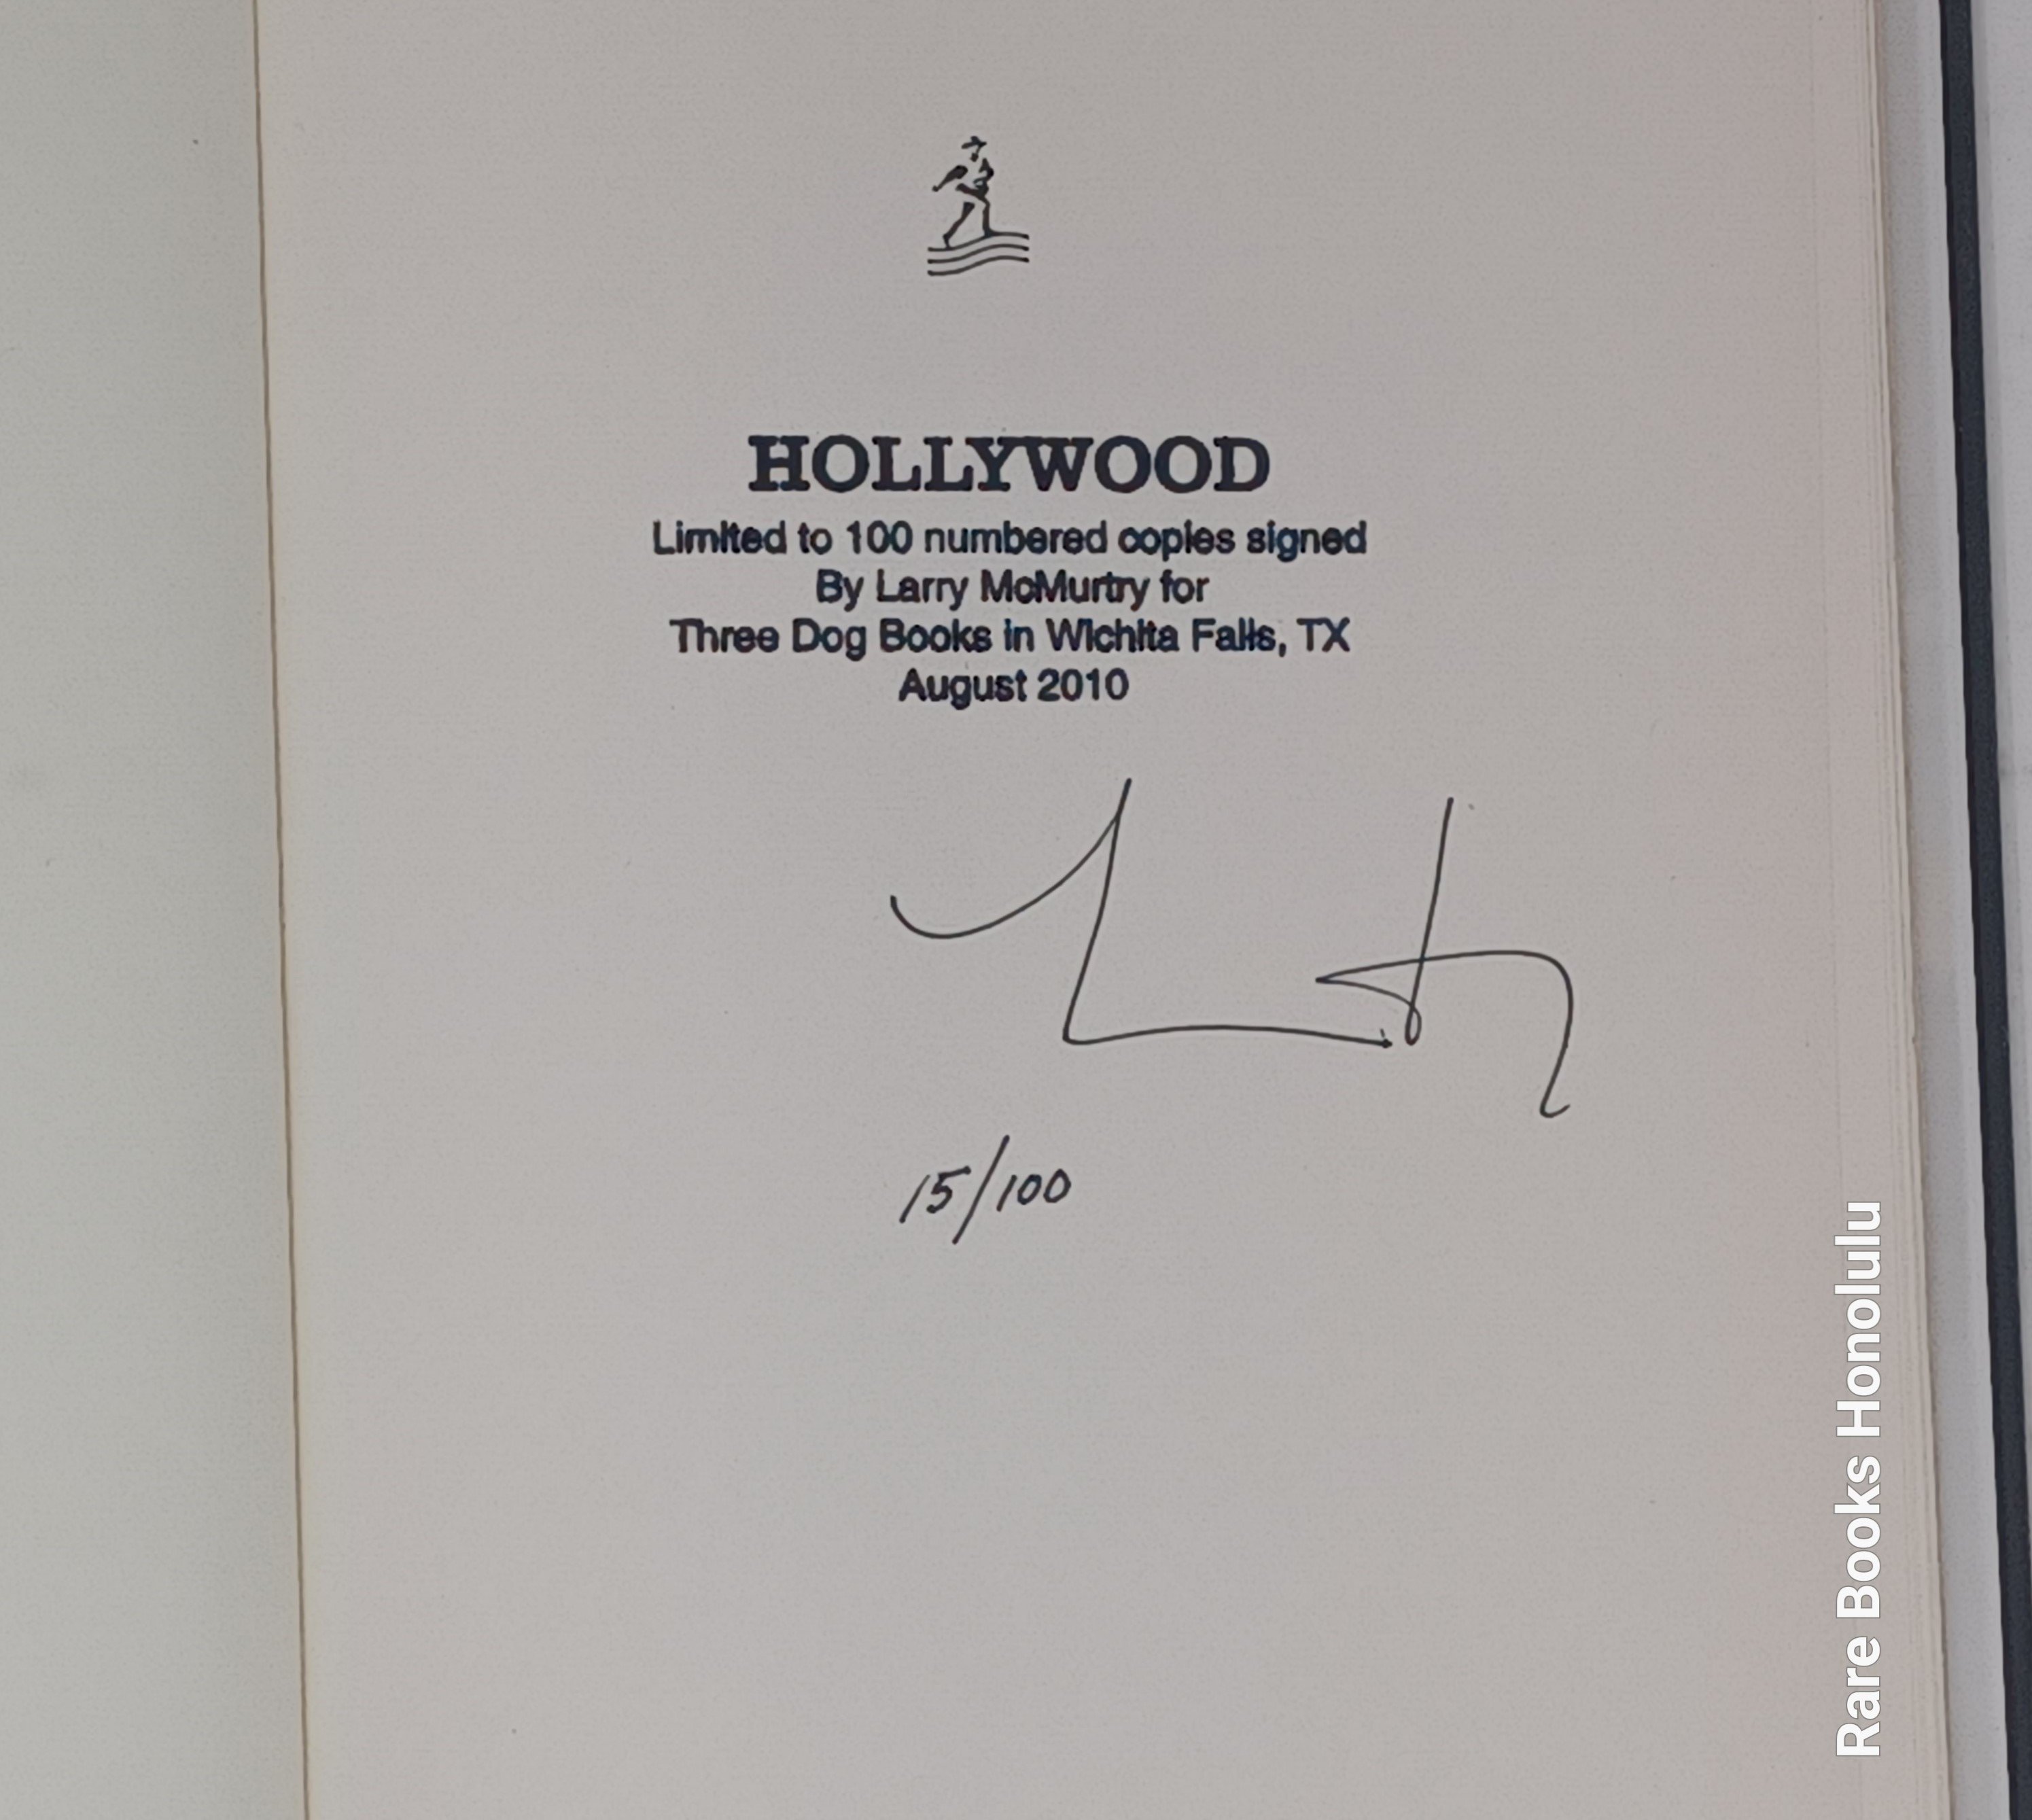 HOLLYWOOD
Limited to 100 numbered copies signed
By Larry McMurtry for
Three Dog Books in Wichita Falls, TX
August 2010
15/100
Rare Books Honolulu